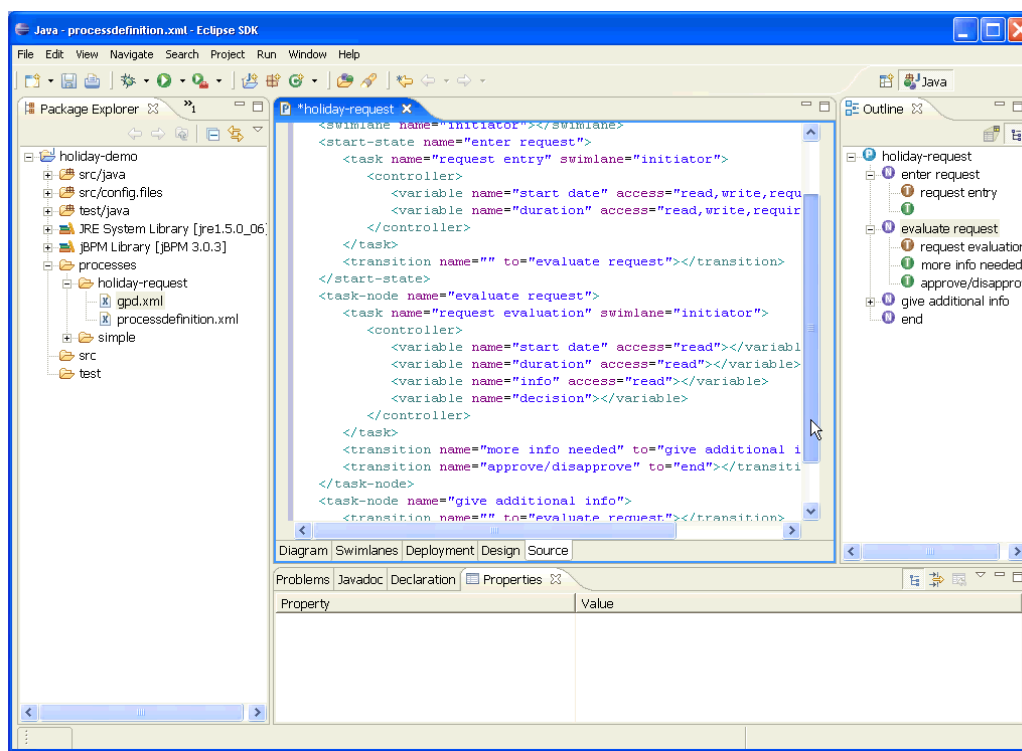 Java - processdefinition.xml - Eclipse SDK
File Edit View Navigate Search Project Run Window Help
Java
Package Explorer
»1
holiday-demo
src/java
src/config.files
test/java
JRE System Library [jre1.5.0_06]
jBPM Library [jBPM 3.0.3]
processes
holiday-request
gpd.xml
processdefinition.xml
simple
src
test
*holiday-request
<swimlane name="initiator"></swimlane>
<start-state name="enter request">
<task name="request entry" swimlane="initiator">
<controller>
<variable name="start date" access="read,write,requ
<variable name="duration" access="read,write,requir
</controller>
</task>
<transition name="" to="evaluate request"></transition>
</start-state>
<task-node name="evaluate request">
<task name="request evaluation" swimlane="initiator">
<controller>
<variable name="start date" access="read"></variabl
<variable name="duration" access="read"></variable>
<variable name="info" access="read"></variable>
<variable name="decision"></variable>
</controller>
</task>
<transition name="more info needed" to="give additional i
<transition name="approve/disapprove" to="end"></transiti
</task-node>
<task-node name="give additional info">
<transition name="" to="evaluate request"></transition>
Diagram Swimlanes Deployment Design Source
Outline
holiday-request
enter request
request entry
evaluate request
request evaluation
more info needed
approve/disapprov
give additional info
end
Problems Javadoc Declaration Properties
Property Value